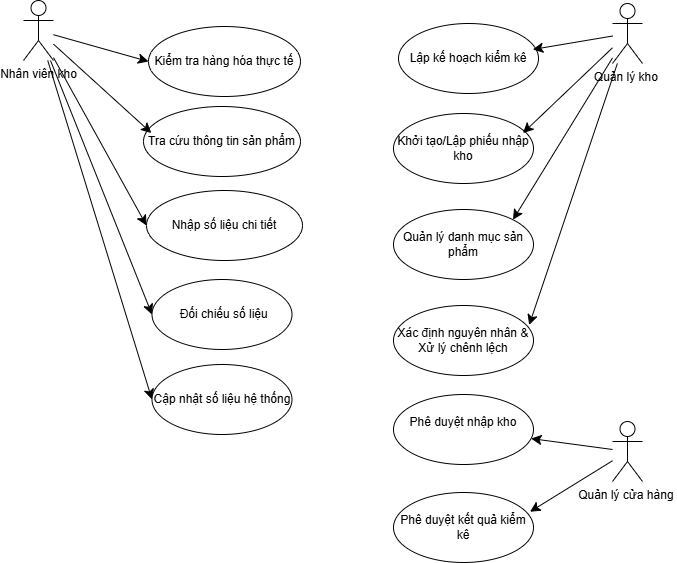 Nhân viên kho
Kiểm tra hàng hóa thực tế
Tra cứu thông tin sản phẩm
Nhập số liệu chi tiết
Đối chiếu số liệu
Cập nhật số liệu hệ thống
Quản lý kho
Lập kế hoạch kiểm kê
Khởi tạo/Lập phiếu nhập
kho
Quản lý danh mục sản
phẩm
Xác định nguyên nhân &
Xử lý chênh lệch
Quản lý cửa hàng
Phê duyệt nhập kho
Phê duyệt kết quả kiểm
kê